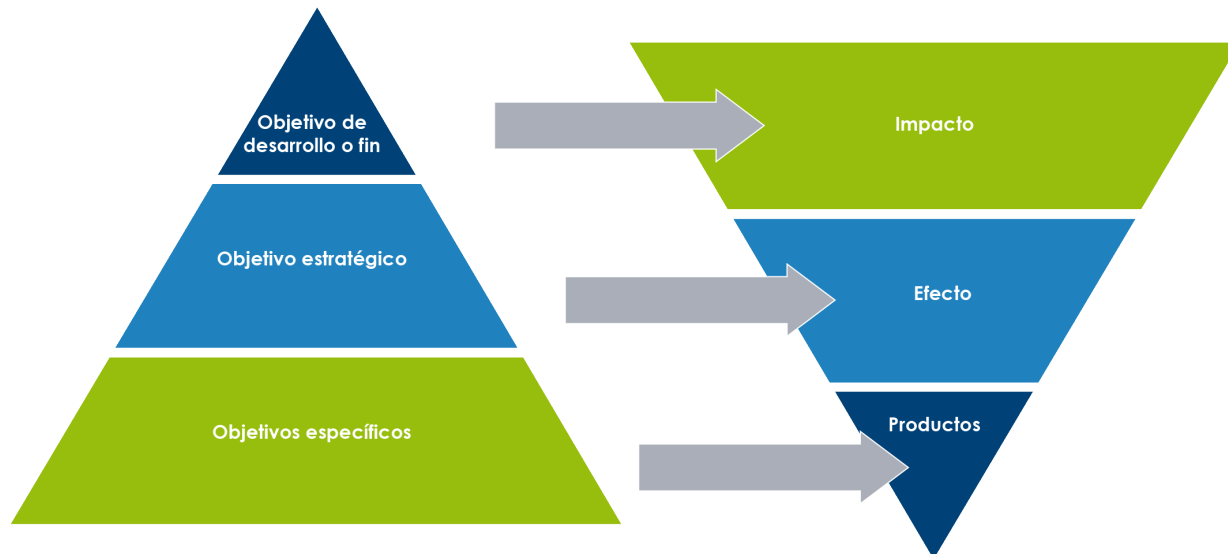 Objetivo de
desarrollo o fin
Impacto
Objetivo estratégico
Efecto
Objetivos específicos
Productos